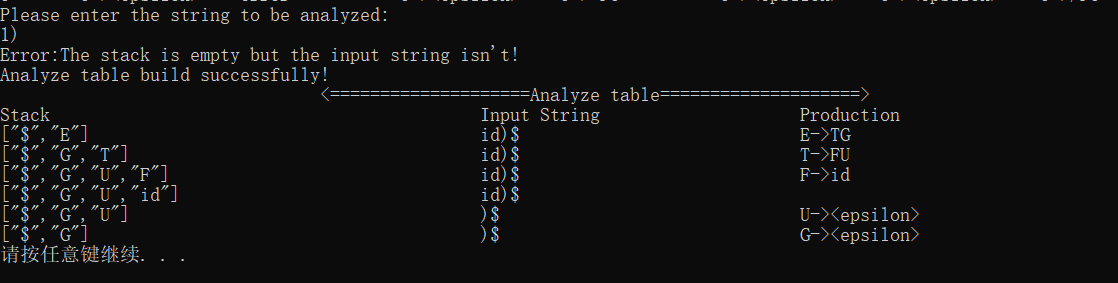 Please enter the string to be analyzed:
1)
Error:The stack is empty but the input string isn't!
Analyze table build successfully!
<====================Analyze table====================>
Stack Input String Production
["$","E"] id)$ E->TG
["$","G","T"] id)$ T->FU
["$","G","U","F"] id)$ F->id
["$","G","U","id"] id)$
["$","G","U"] )$ U-><epsilon>
["$","G"] )$ G-><epsilon>
请按任意键继续. . .